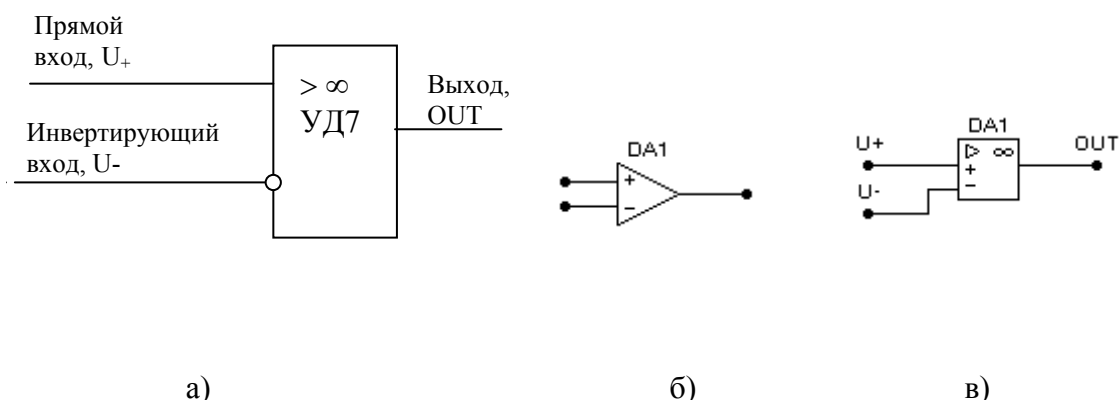 Прямой
вход, U+
> ∞
УД7
Выход,
OUT
Инвертирующий
вход, U-
DA1
+
−
DA1
U+
▷ ∞
+
−
OUT
U-
а)
б)
в)